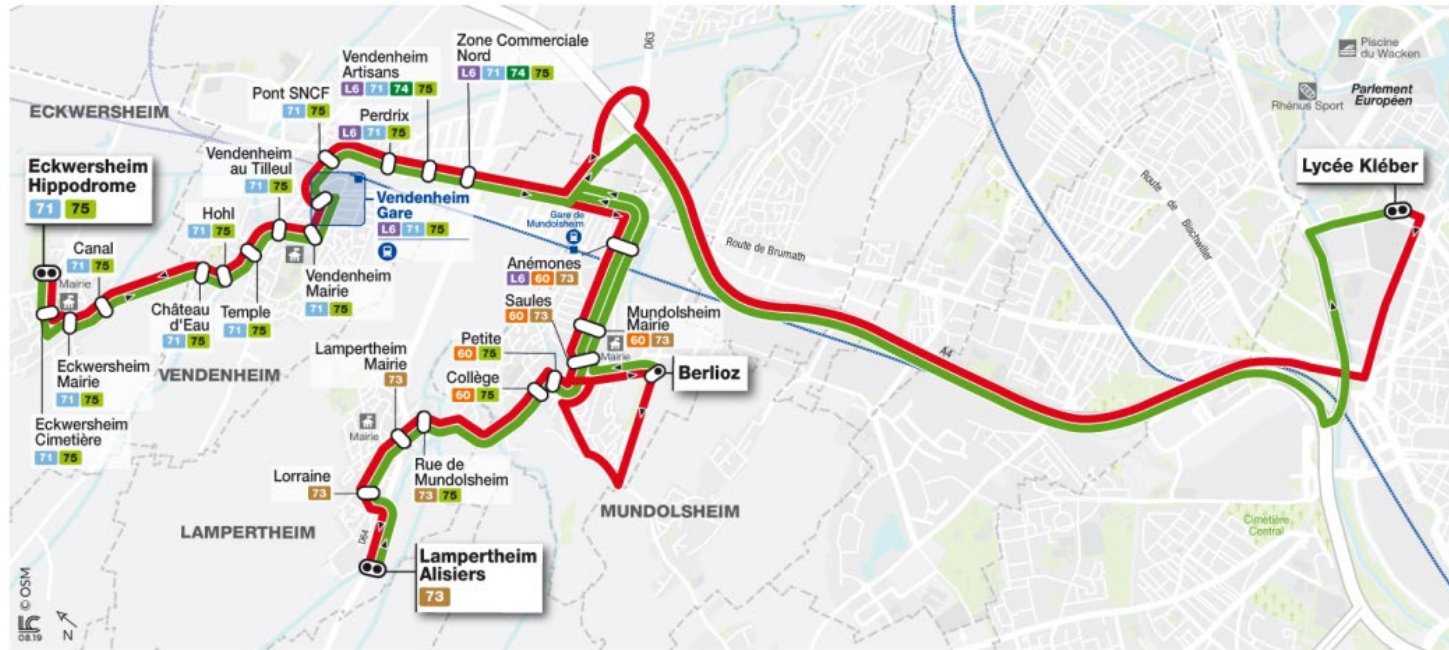 Zone Commerciale
Nord
L6 71 74 75
Vendenheim
Artisans
L6 71 74 75
D63
Piscine
du Wacken
Pont SNCF
71 75
Perdrix
L6 71 75
Rhénus Sport
Parlement
Européen
ECKWERSHEIM
Eckwersheim
Hippodrome
71 75
Vendenheim
au Tilleul
71 75
Vendenheim
Gare
L6 71 75
Lycée Kléber
Route de Bischwiller
Hohl
71 75
Canal
71 75
Mairie
Gare de
Mundolsheim
Route de Brumath
Anémones
L6 60 73
Vendenheim
Mairie
71 75
Château
d'Eau
71 75
Temple
71 75
Saules
60 73
Mundolsheim
Mairie
60 73
Mairie
Petite
60 75
Lampertheim
Mairie
73
A4
Eckwersheim
Mairie
71 75
VENDENHEIM
Collège
60 75
Berlioz
Eckwersheim
Cimetière
71 75
Mairie
Lorraine
73
Rue de
Mundolsheim
73 75
MUNDOLSHEIM
LAMPERTHEIM
D64
Cimetière
Central
Lampertheim
Alisiers
73
© OSM
LC
08.19
N